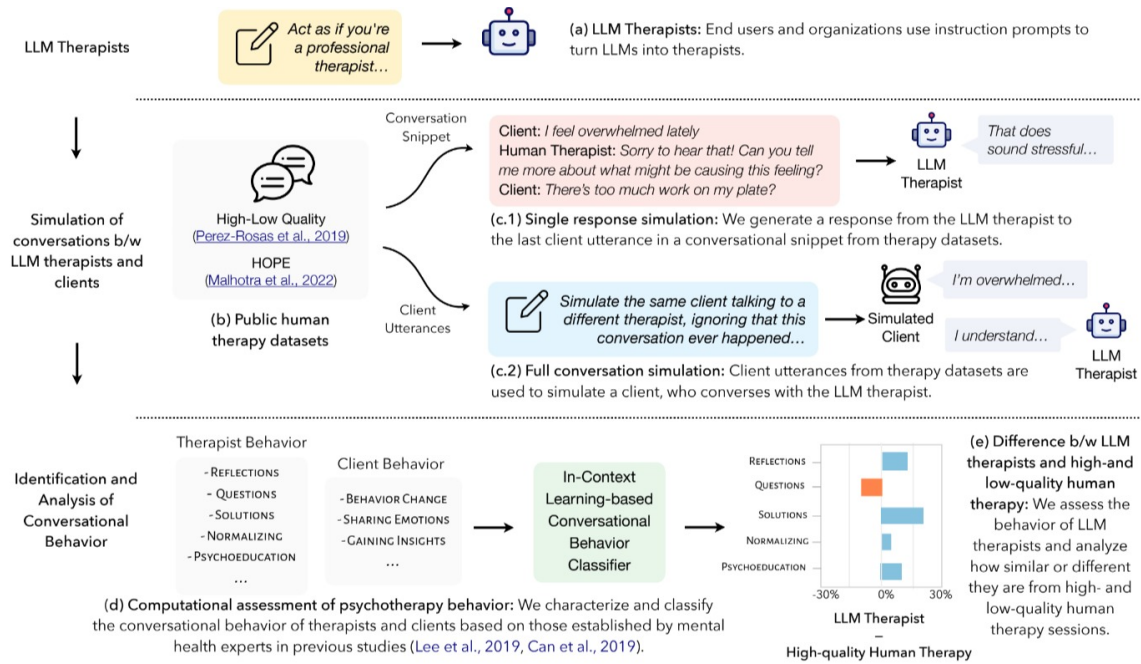 LLM Therapists
Act as if you're
a professional
therapist...
(a) LLM Therapists: End users and organizations use instruction prompts to
turn LLMs into therapists.
Simulation of
conversations b/w
LLM therapists and
clients
High-Low Quality
(Perez-Rosas et al., 2019)
HOPE
(Malhotra et al., 2022)
(b) Public human
therapy datasets
Conversation
Snippet
Client: I feel overwhelmed lately
Human Therapist: Sorry to hear that! Can you tell
me more about what might be causing this feeling?
Client: There's too much work on my plate?
LLM
Therapist
That does
sound stressful...
(c.1) Single response simulation: We generate a response from the LLM therapist to
the last client utterance in a conversational snippet from therapy datasets.
Client
Utterances
Simulate the same client talking to a
different therapist, ignoring that this
conversation ever happened...
Simulated
Client
I'm overwhelmed...
I understand...
LLM
Therapist
(c.2) Full conversation simulation: Client utterances from therapy datasets are
used to simulate a client, who converses with the LLM therapist.
Identification and
Analysis of
Conversational
Behavior
Therapist Behavior
- REFLECTIONS
- QUESTIONS
- SOLUTIONS
- NORMALIZING
- PSYCHOEDUCATION
...
Client Behavior
- BEHAVIOR CHANGE
- SHARING EMOTIONS
- GAINING INSIGHTS
...
In-Context
Learning-based
Conversational
Behavior
Classifier
REFLECTIONS
QUESTIONS
SOLUTIONS
NORMALIZING
PSYCHOEDUCATION
-30% 0% 30%
LLM Therapist
–
High-quality Human Therapy
(d) Computational assessment of psychotherapy behavior: We characterize and classify
the conversational behavior of therapists and clients based on those established by mental
health experts in previous studies (Lee et al., 2019, Can et al., 2019).
(e) Difference b/w LLM
therapists and high-and
low-quality human
therapy: We assess the
behavior of LLM
therapists and analyze
how similar or different
they are from high- and
low-quality human
therapy sessions.